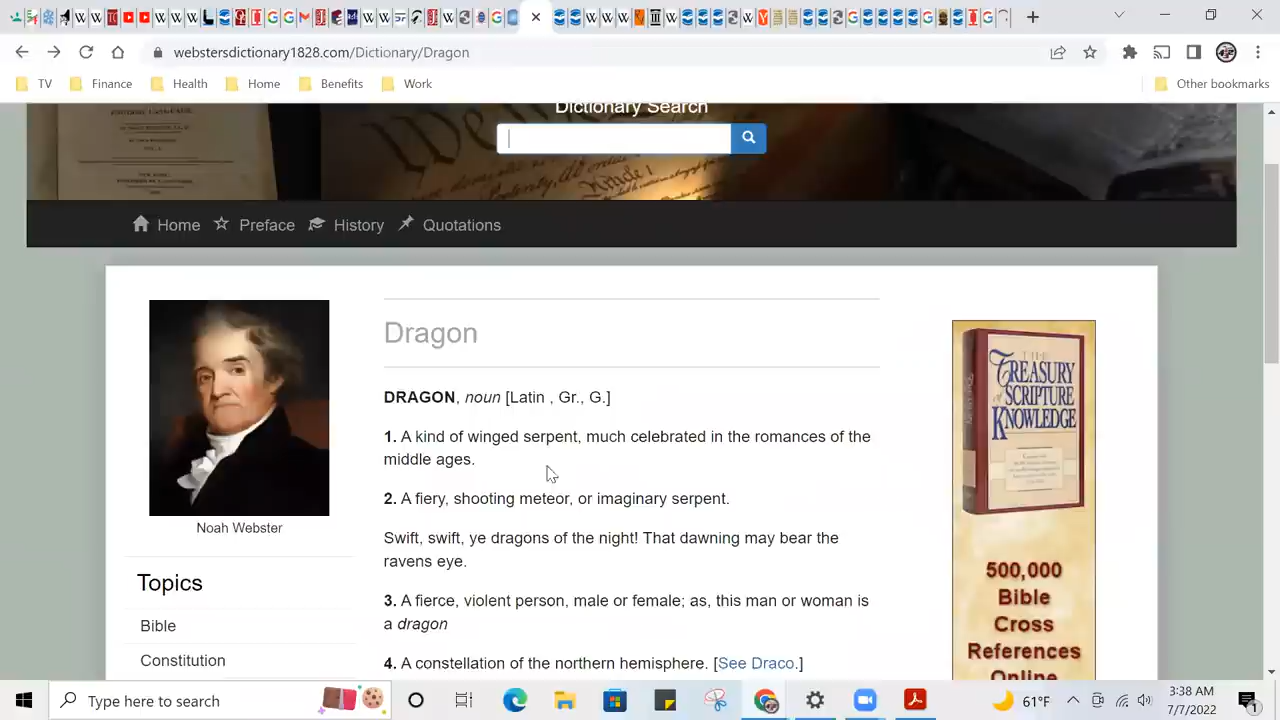 webstersdictionary1828.com/Dictionary/Dragon
TV Finance Health Home Benefits Work Other bookmarks
Dictionary Search
Home Preface History Quotations
Dragon
DRAGON, noun [Latin , Gr., G.]
1. A kind of winged serpent, much celebrated in the romances of the
middle ages.
2. A fiery, shooting meteor, or imaginary serpent.
Swift, swift, ye dragons of the night! That dawning may bear the
ravens eye.
3. A fierce, violent person, male or female; as, this man or woman is
a dragon
4. A constellation of the northern hemisphere. [See Draco.]
Noah Webster
Topics
Bible
Constitution
THE
TREASURY
OF
SCRIPTURE
KNOWLEDGE
500,000
Bible
Cross
References
Online
Type here to search
61°F
3:38 AM
7/7/2022